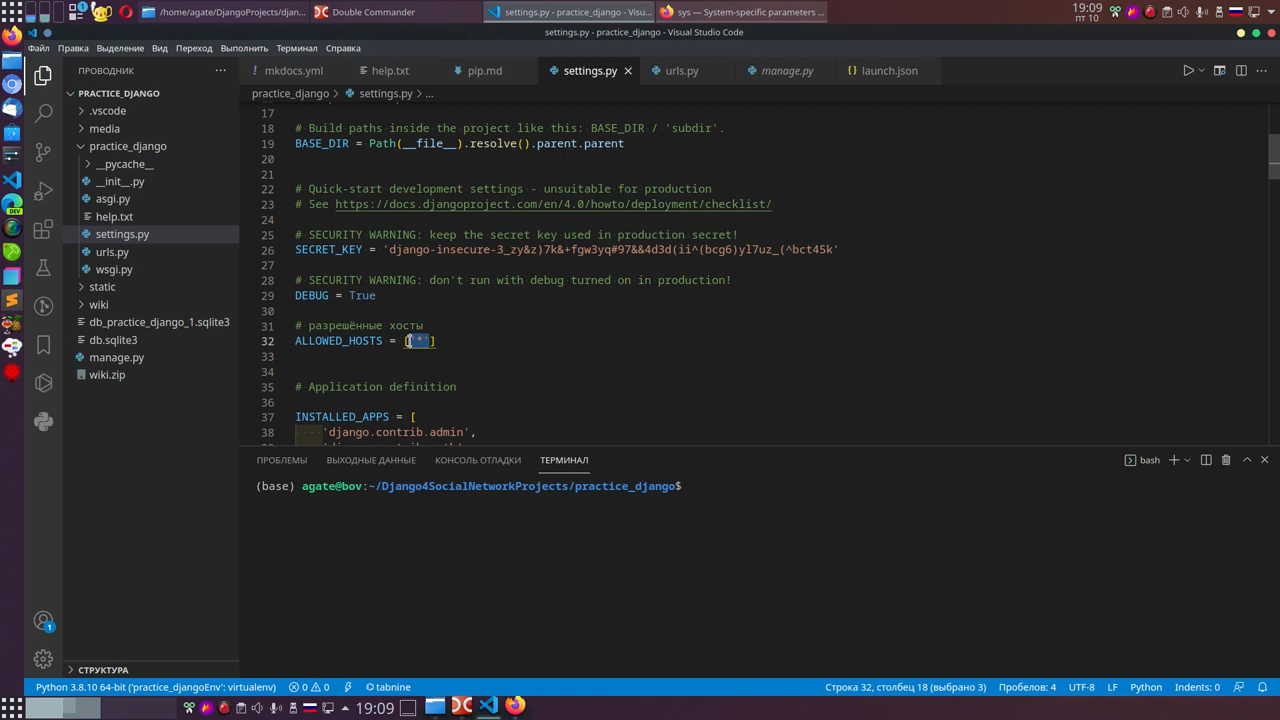 /home/agate/DjangoProjects/djan...
Double Commander
settings.py - practice_django - Visu...
sys — System-specific parameters ...
19:09
пт 10
settings.py - practice_django - Visual Studio Code
Файл Правка Выделение Вид Переход Выполнить Терминал Справка
ПРОВОДНИК ...
mkdocs.yml help.txt pip.md settings.py urls.py manage.py launch.json
PRACTICE_DJANGO
practice_django > settings.py > ...
.vscode
media
practice_django
__pycache__
__init__.py
asgi.py
help.txt
settings.py
urls.py
wsgi.py
static
wiki
db_practice_django_1.sqlite3
db.sqlite3
manage.py
wiki.zip
СТРУКТУРА
17
18 # Build paths inside the project like this: BASE_DIR / 'subdir'.
19 BASE_DIR = Path(__file__).resolve().parent.parent
20
21
22 # Quick-start development settings - unsuitable for production
23 # See https://docs.djangoproject.com/en/4.0/howto/deployment/checklist/
24
25 # SECURITY WARNING: keep the secret key used in production secret!
26 SECRET_KEY = 'django-insecure-3_zy&z)7k&+fgw3yq#97&&4d3d(ii^(bcg6)yl7uz_(^bct45k'
27
28 # SECURITY WARNING: don't run with debug turned on in production!
29 DEBUG = True
30
31 # разрешённые хосты
32 ALLOWED_HOSTS = ['*']
33
34
35 # Application definition
36
37 INSTALLED_APPS = [
38 'django.contrib.admin',
ПРОБЛЕМЫ ВЫХОДНЫЕ ДАННЫЕ КОНСОЛЬ ОТЛАДКИ ТЕРМИНАЛ
bash
(base) agate@bov:~/Django4SocialNetworkProjects/practice_django$
DEV
1
Python 3.8.10 64-bit ('practice_djangoEnv': virtualenv) 0 0 tabnine
Строка 32, столбец 18 (выбрано 3) Пробелов: 4 UTF-8 LF Python Indents: 0
19:09